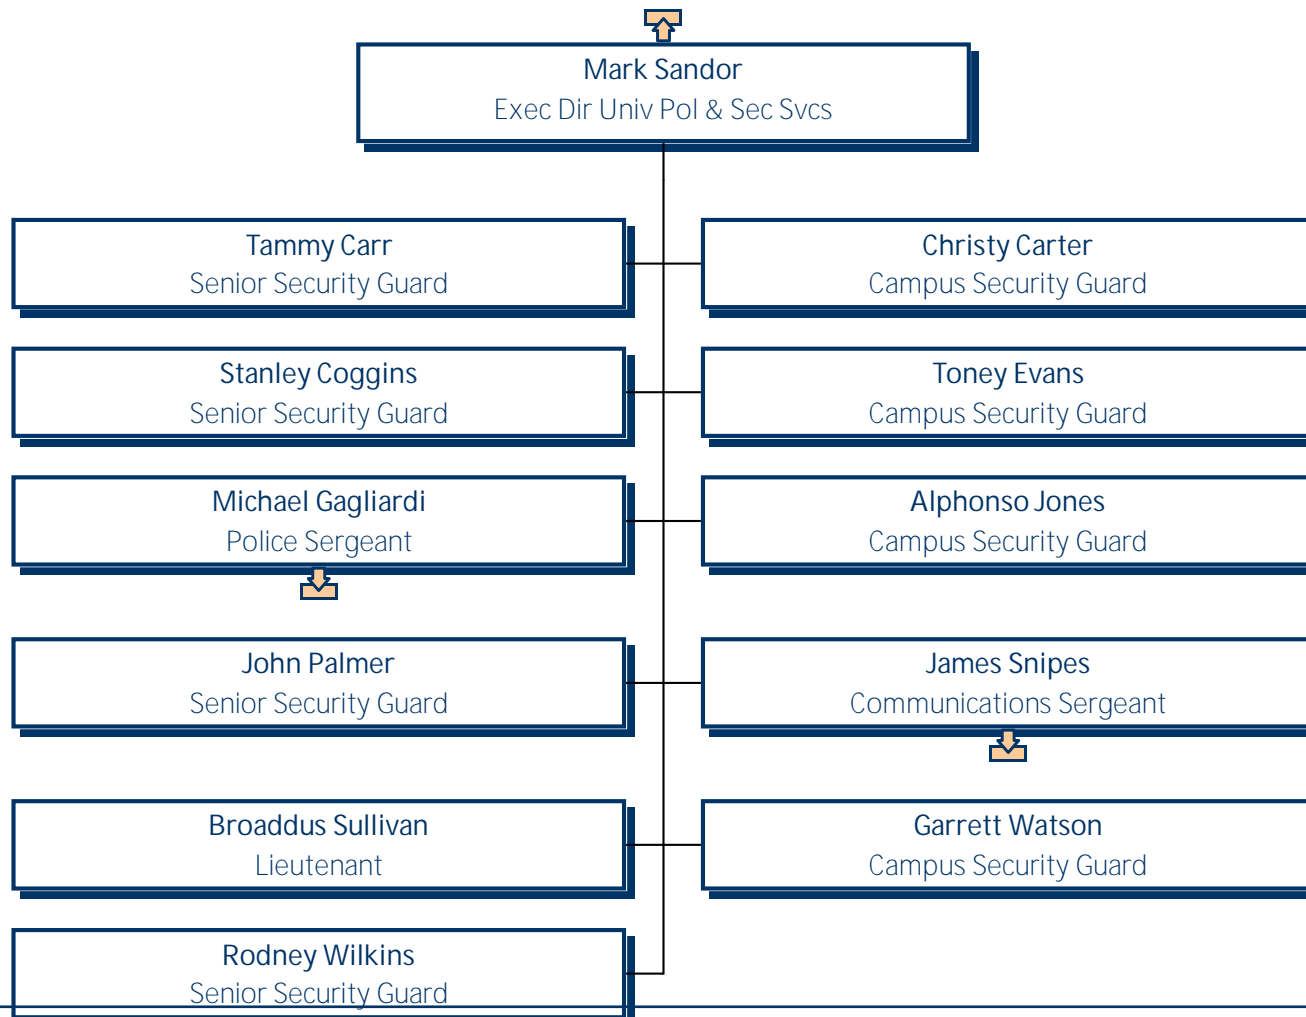 Mark Sandor
Exec Dir Univ Pol & Sec Svcs
Tammy Carr
Senior Security Guard
Christy Carter
Campus Security Guard
Stanley Coggins
Senior Security Guard
Toney Evans
Campus Security Guard
Michael Gagliardi
Police Sergeant
Alphonso Jones
Campus Security Guard
John Palmer
Senior Security Guard
James Snipes
Communications Sergeant
Broaddus Sullivan
Lieutenant
Garrett Watson
Campus Security Guard
Rodney Wilkins
Senior Security Guard